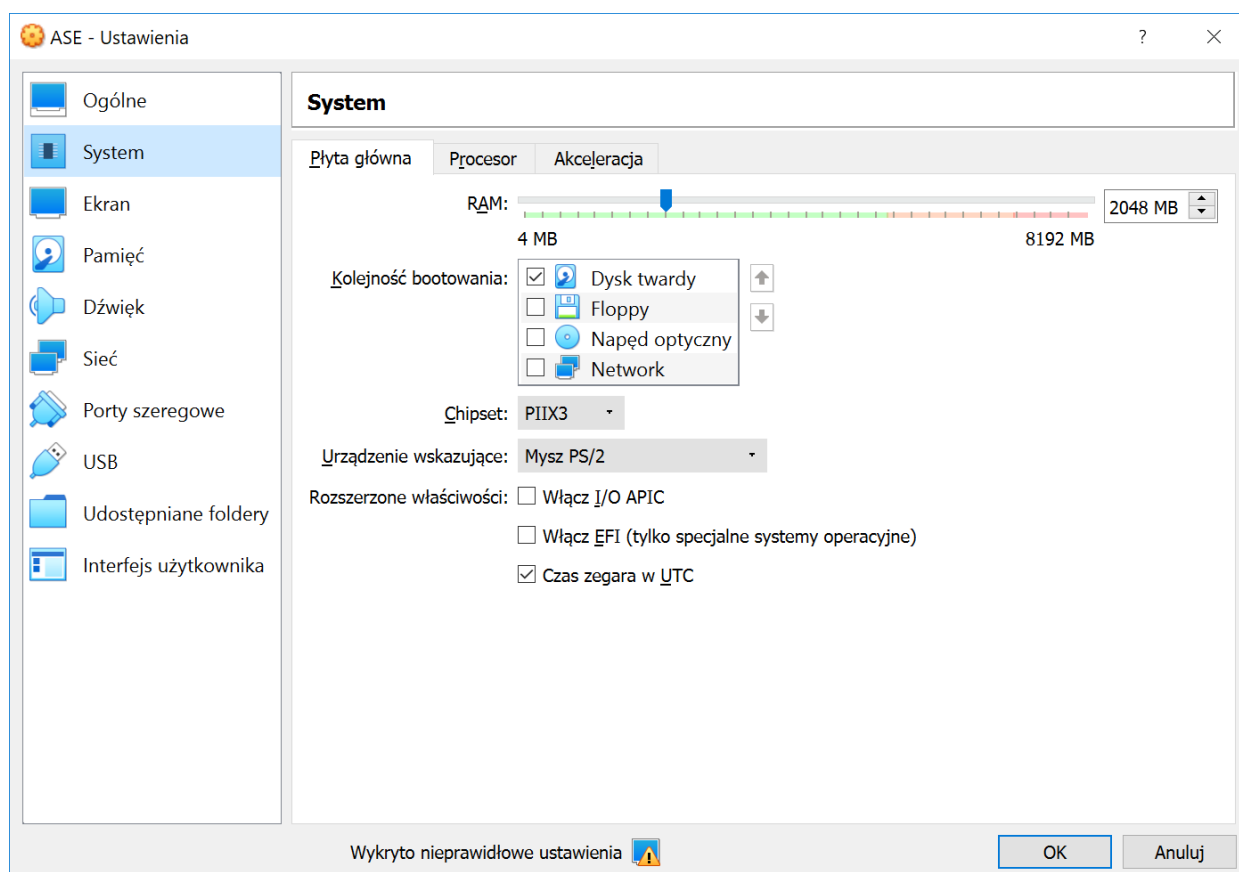 ASE - Ustawienia
?
Ogólne
System
Ekran
Pamięć
Dźwięk
Sieć
Porty szeregowe
USB
Udostępniane foldery
Interfejs użytkownika
System
Płyta główna Procesor Akceleracja
RAM: 2048 MB
4 MB 8192 MB
Kolejność bootowania: Dysk twardy
Floppy
Napęd optyczny
Network
Chipset: PIIX3
Urządzenie wskazujące: Mysz PS/2
Rozszerzone właściwości: Włącz I/O APIC
Włącz EFI (tylko specjalne systemy operacyjne)
Czas zegara w UTC
Wykryto nieprawidłowe ustawienia
OK Anuluj